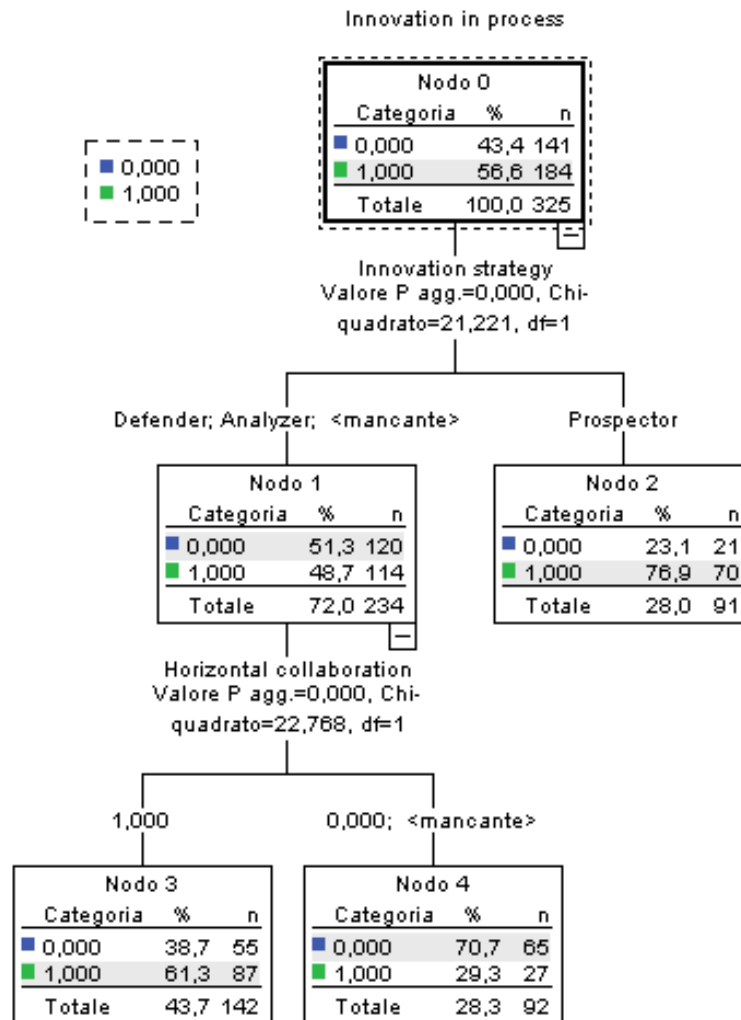 Innovation in process
0,000
1,000
Nodo 0
Categoria % n
0,000 43,4 141
1,000 56,6 184
Totale 100,0 325
Innovation strategy
Valore P agg.=0,000, Chi-
quadrato=21,221, df=1
Defender; Analyzer; <mancante>
Prospector
Nodo 1
Categoria % n
0,000 51,3 120
1,000 48,7 114
Totale 72,0 234
Nodo 2
Categoria % n
0,000 23,1 21
1,000 76,9 70
Totale 28,0 91
Horizontal collaboration
Valore P agg.=0,000, Chi-
quadrato=22,768, df=1
1,000
0,000; <mancante>
Nodo 3
Categoria % n
0,000 38,7 55
1,000 61,3 87
Totale 43,7 142
Nodo 4
Categoria % n
0,000 70,7 65
1,000 29,3 27
Totale 28,3 92